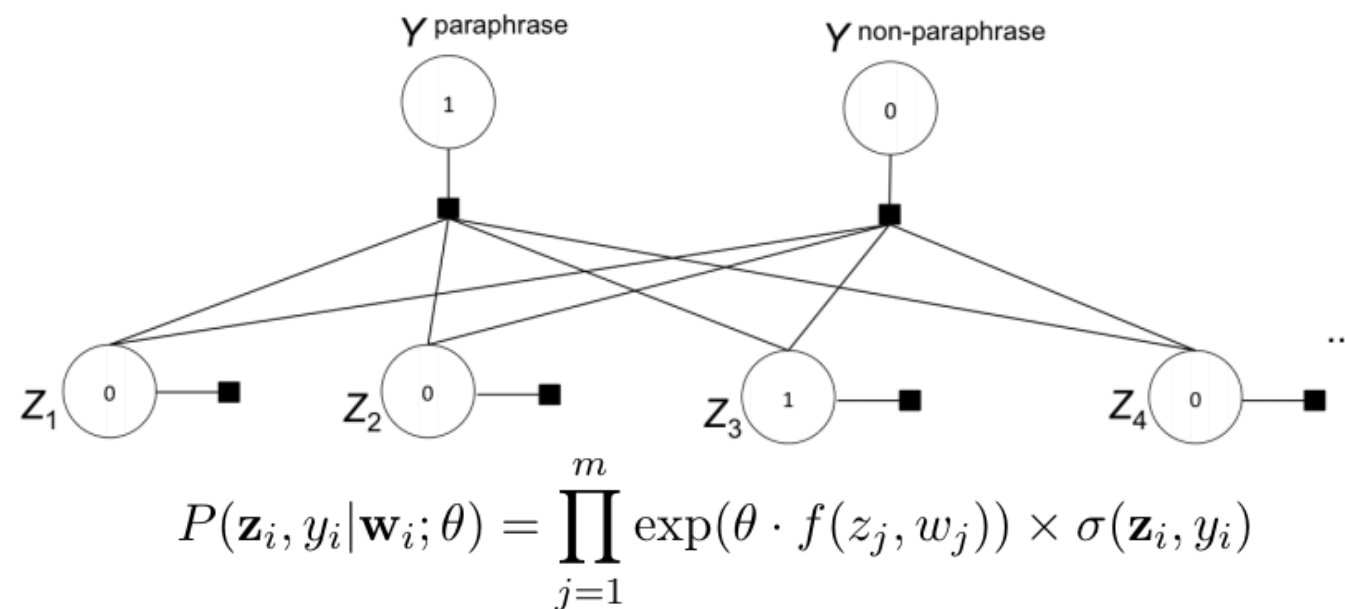 Y paraphrase
Y non-paraphrase
1
0
Z₁ 0
Z₂ 0
Z₃ 1
Z₄ 0
..
P(𝐳ᵢ, yᵢ|𝐰ᵢ; θ) = ∏_{j=1}^{m} exp(θ · f(zⱼ, wⱼ)) × σ(𝐳ᵢ, yᵢ)